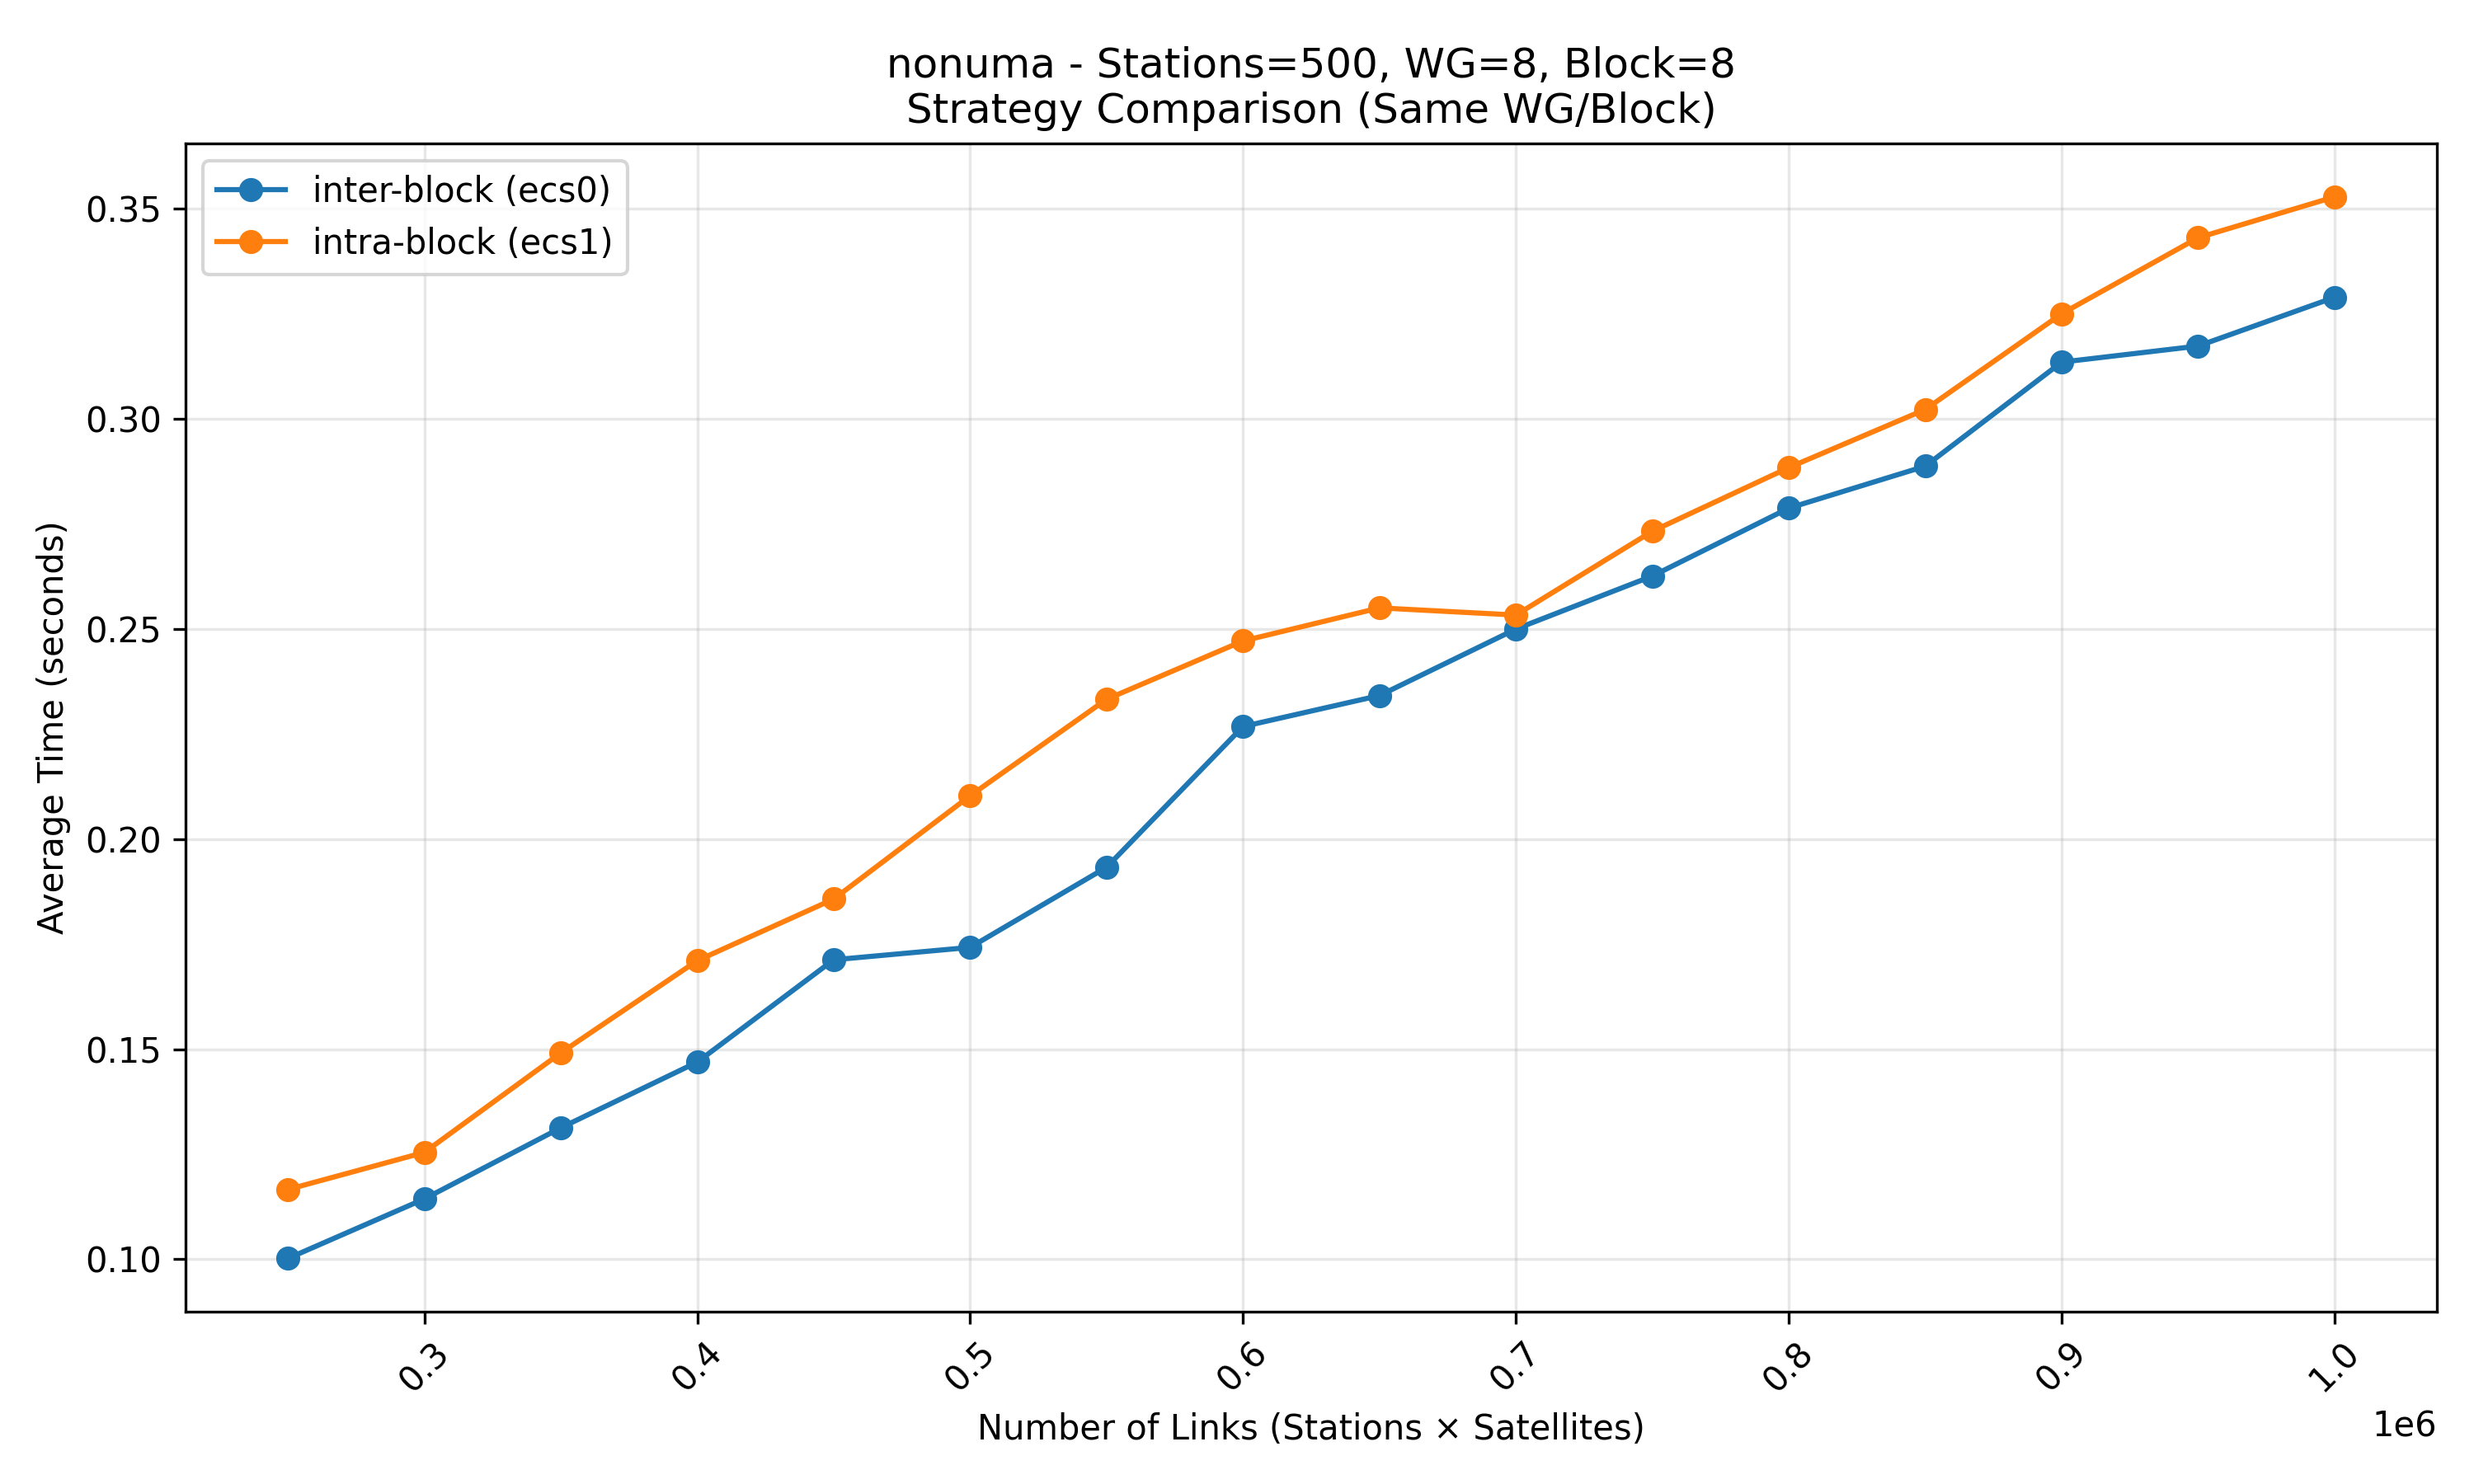 nonuma - Stations=500, WG=8, Block=8
Strategy Comparison (Same WG/Block)
inter-block (ecs0)
intra-block (ecs1)
Average Time (seconds)
0.35
0.30
0.25
0.20
0.15
0.10
0.3
0.4
0.5
0.6
0.7
0.8
0.9
1.0
Number of Links (Stations × Satellites)
1e6